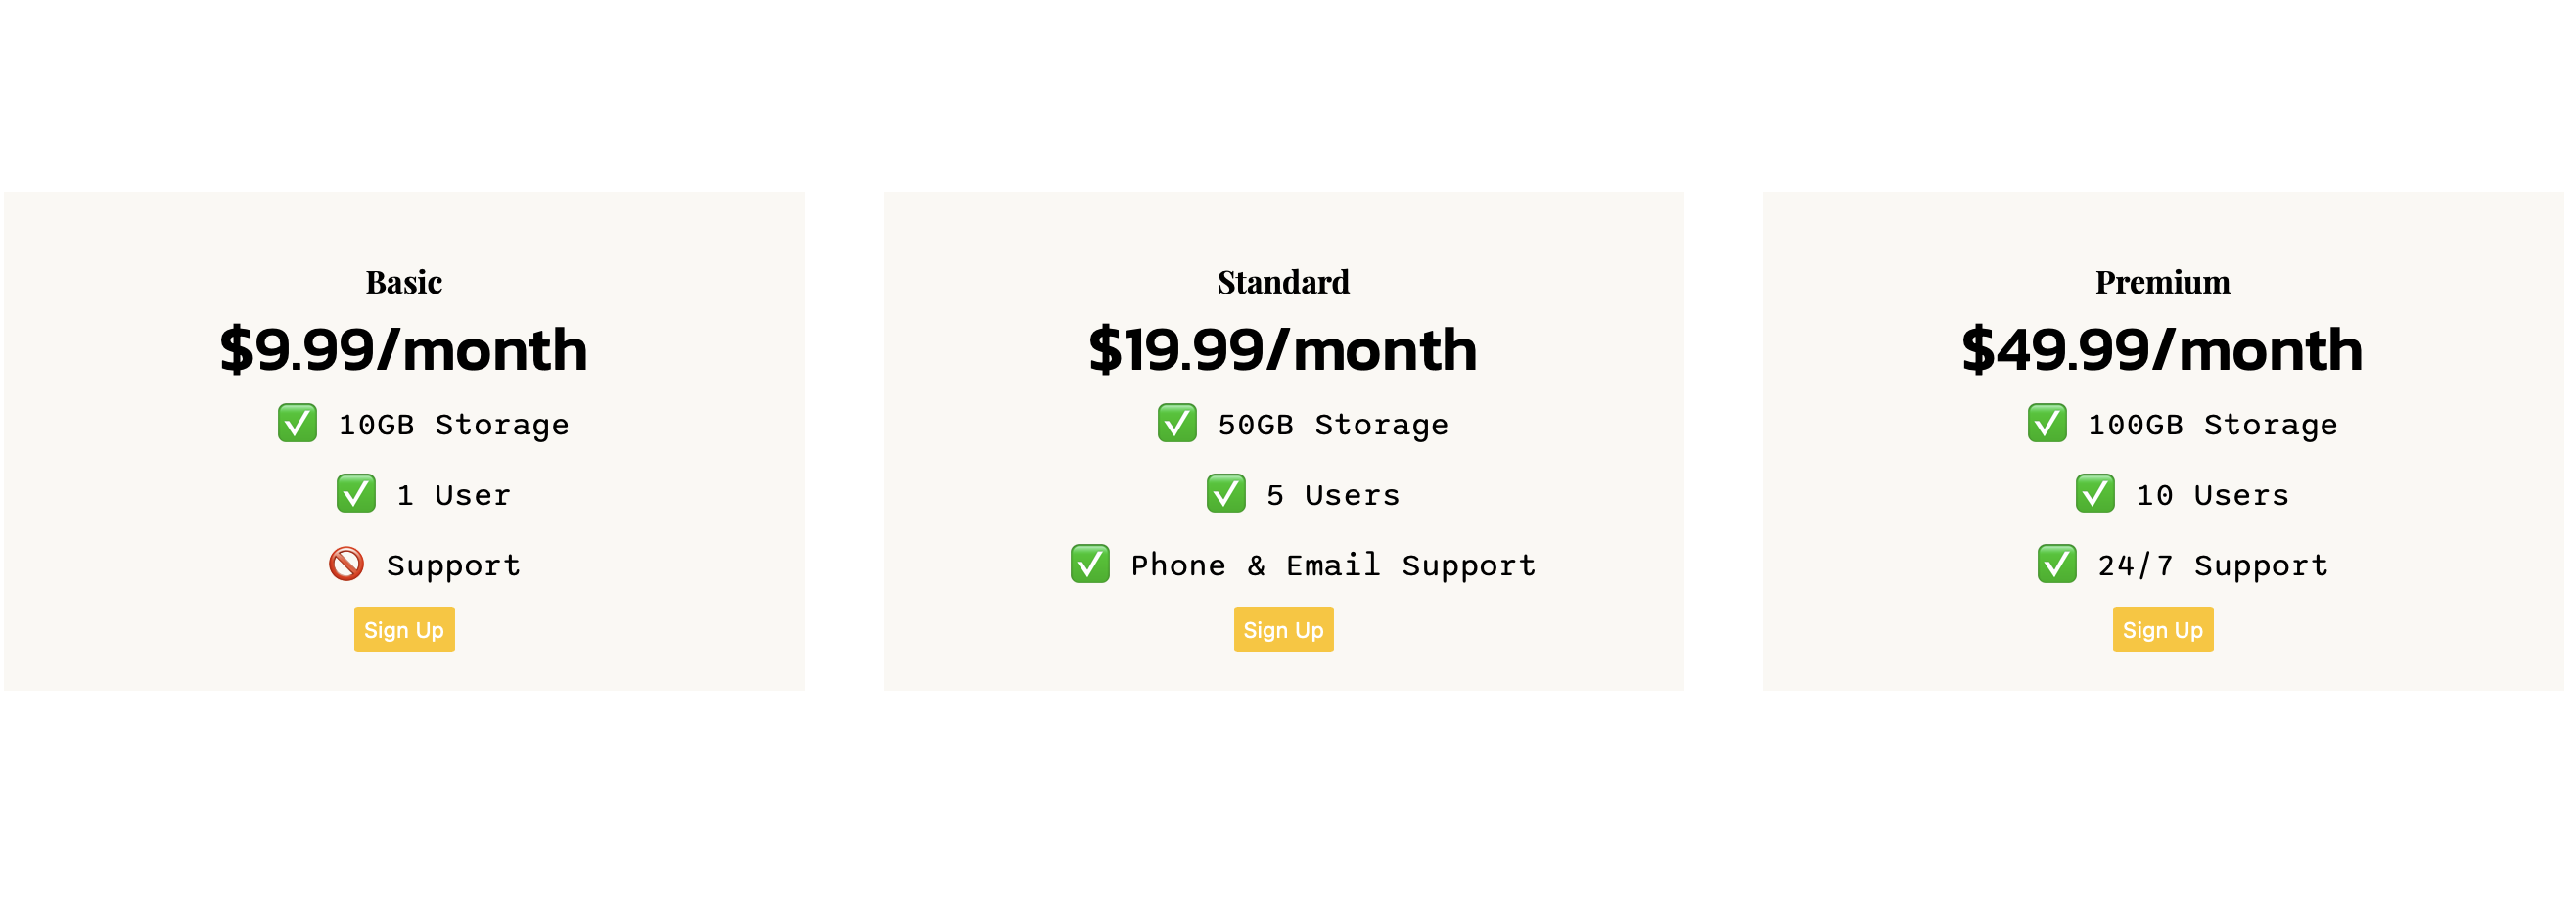 Basic
$9.99/month
✅ 10GB Storage
✅ 1 User
🚫 Support
Sign Up
Standard
$19.99/month
✅ 50GB Storage
✅ 5 Users
✅ Phone & Email Support
Sign Up
Premium
$49.99/month
✅ 100GB Storage
✅ 10 Users
✅ 24/7 Support
Sign Up